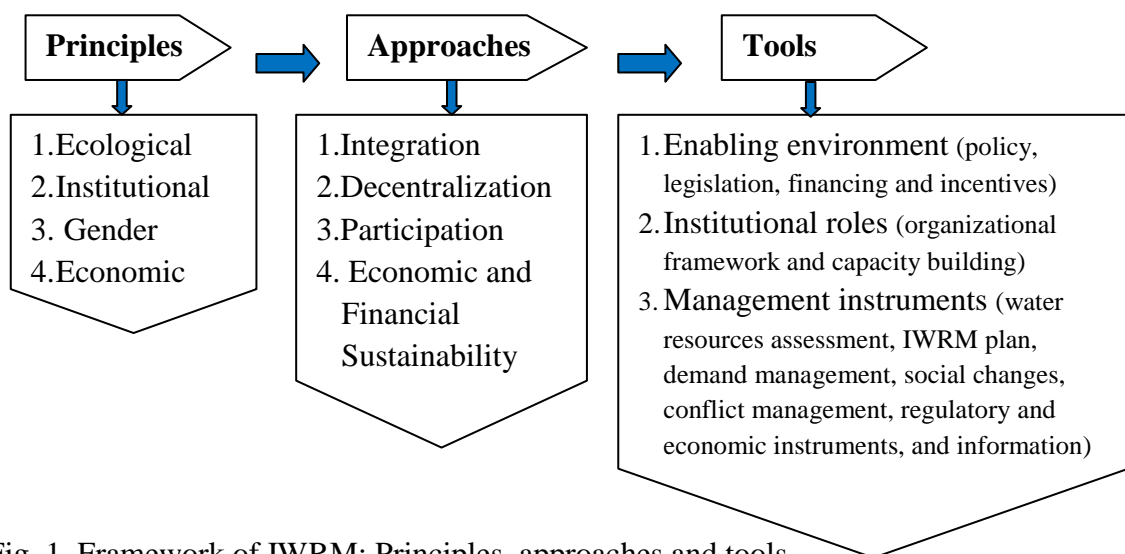 Principles
Approaches
Tools
1.Ecological
2.Institutional
3. Gender
4.Economic
1.Integration
2.Decentralization
3.Participation
4. Economic and
Financial
Sustainability
1. Enabling environment (policy,
legislation, financing and incentives)
2. Institutional roles (organizational
framework and capacity building)
3. Management instruments (water
resources assessment, IWRM plan,
demand management, social changes,
conflict management, regulatory and
economic instruments, and information)
Fig. 1. Framework of IWRM: Principles, approaches and tools